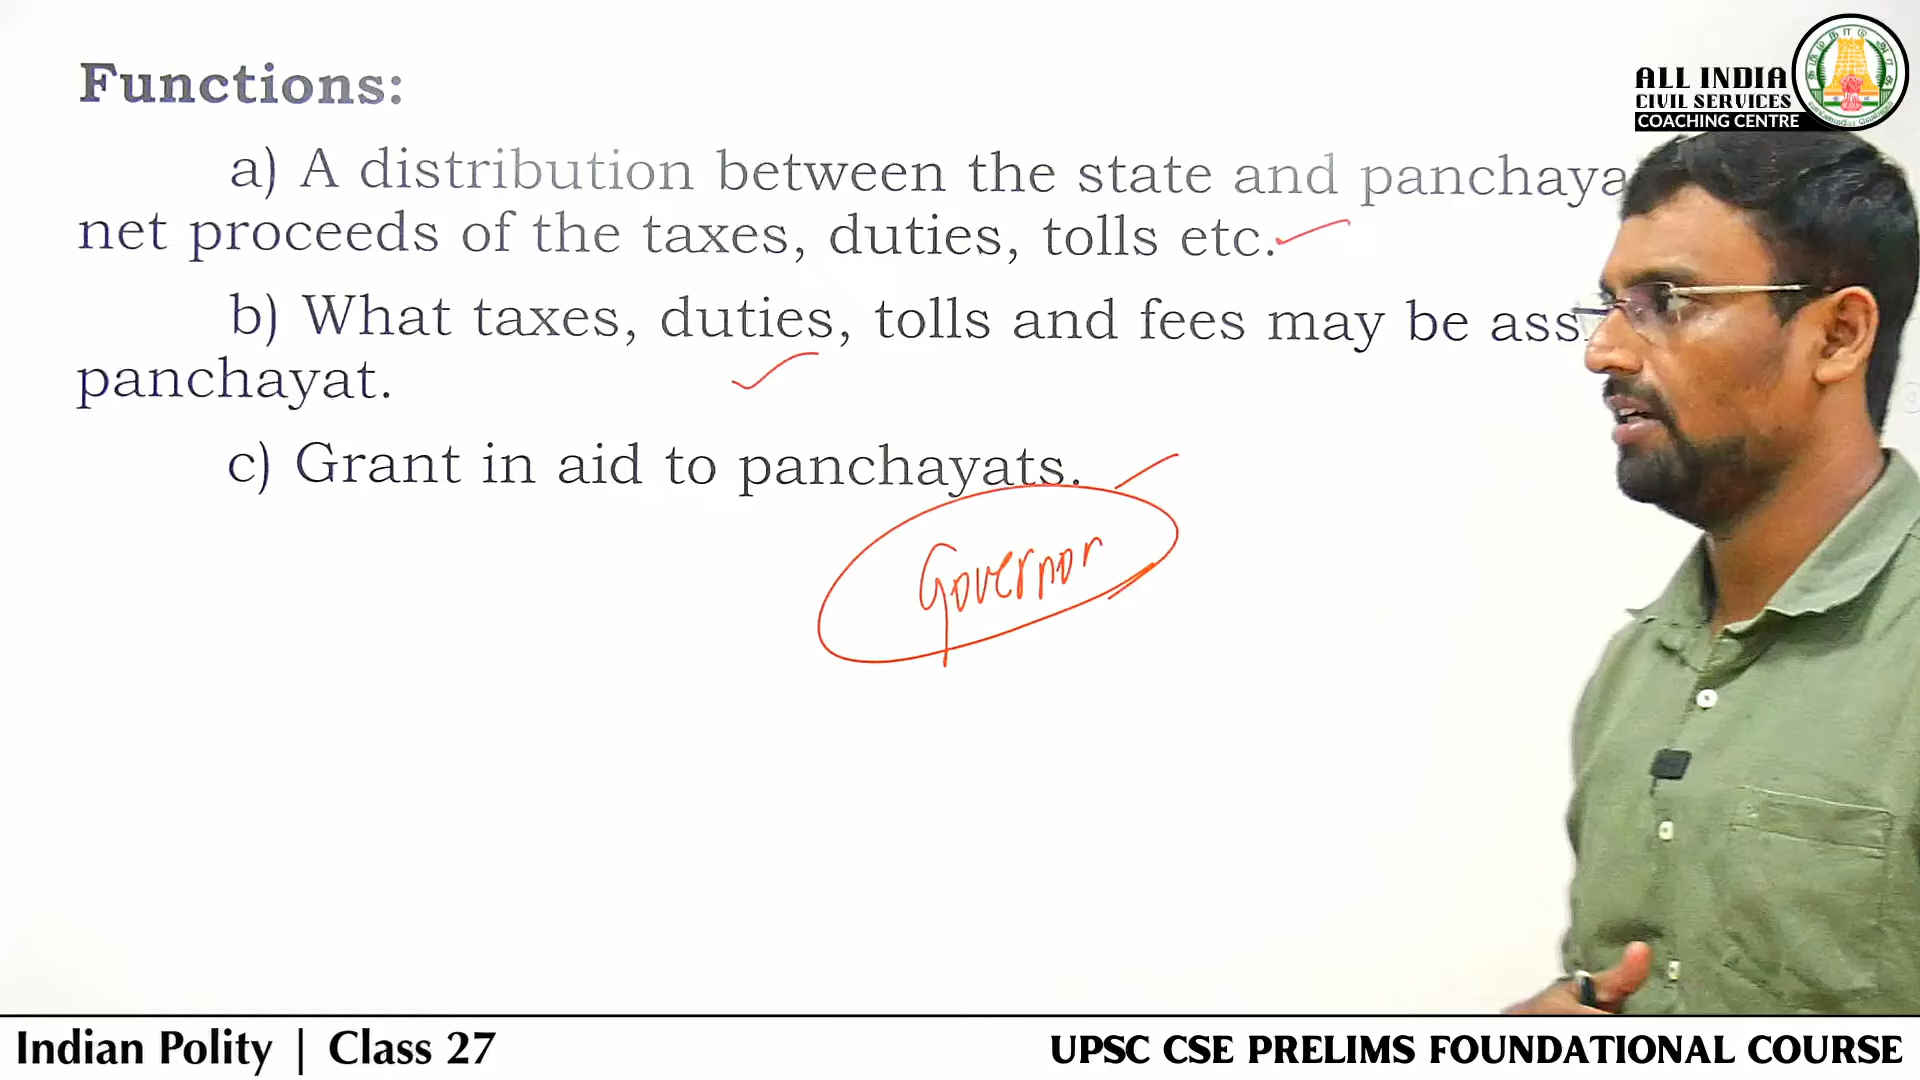 Functions:
ALL INDIA
CIVIL SERVICES
COACHING CENTRE
a) A distribution between the state and panchaya
net proceeds of the taxes, duties, tolls etc.
b) What taxes, duties, tolls and fees may be ass
panchayat.
c) Grant in aid to panchayats.
Governor
Indian Polity | Class 27
UPSC CSE PRELIMS FOUNDATIONAL COURSE